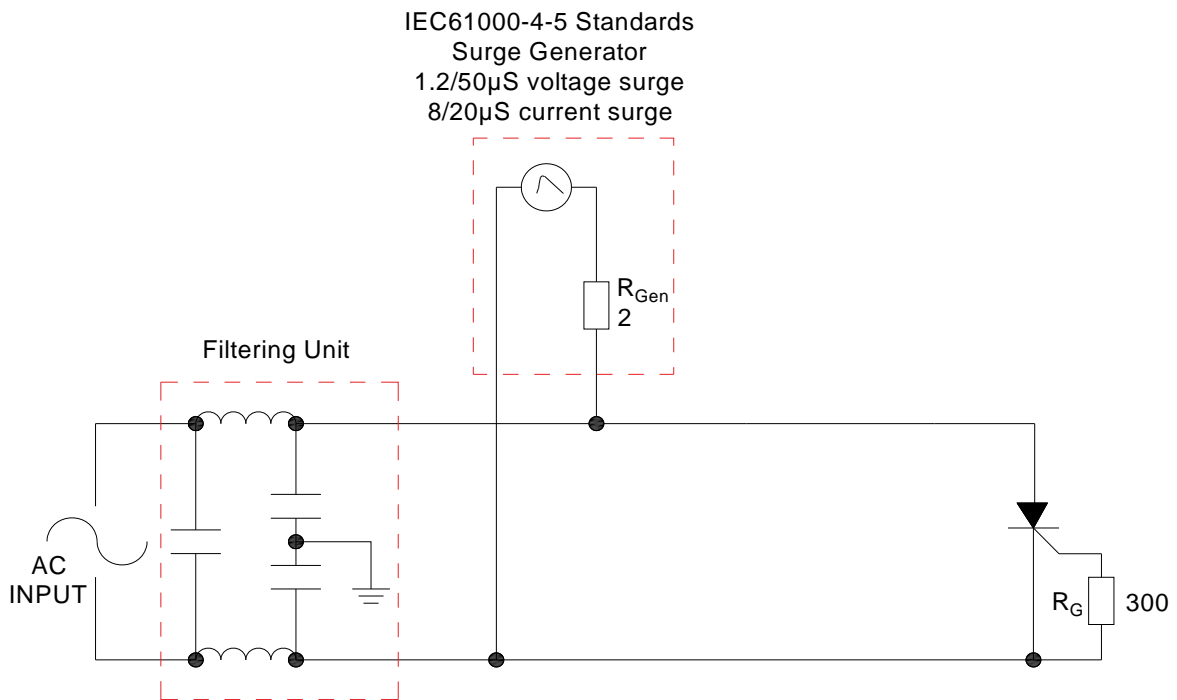 IEC61000-4-5 Standards
Surge Generator
1.2/50µS voltage surge
8/20µS current surge
RGen
2
Filtering Unit
AC
INPUT
RG
300